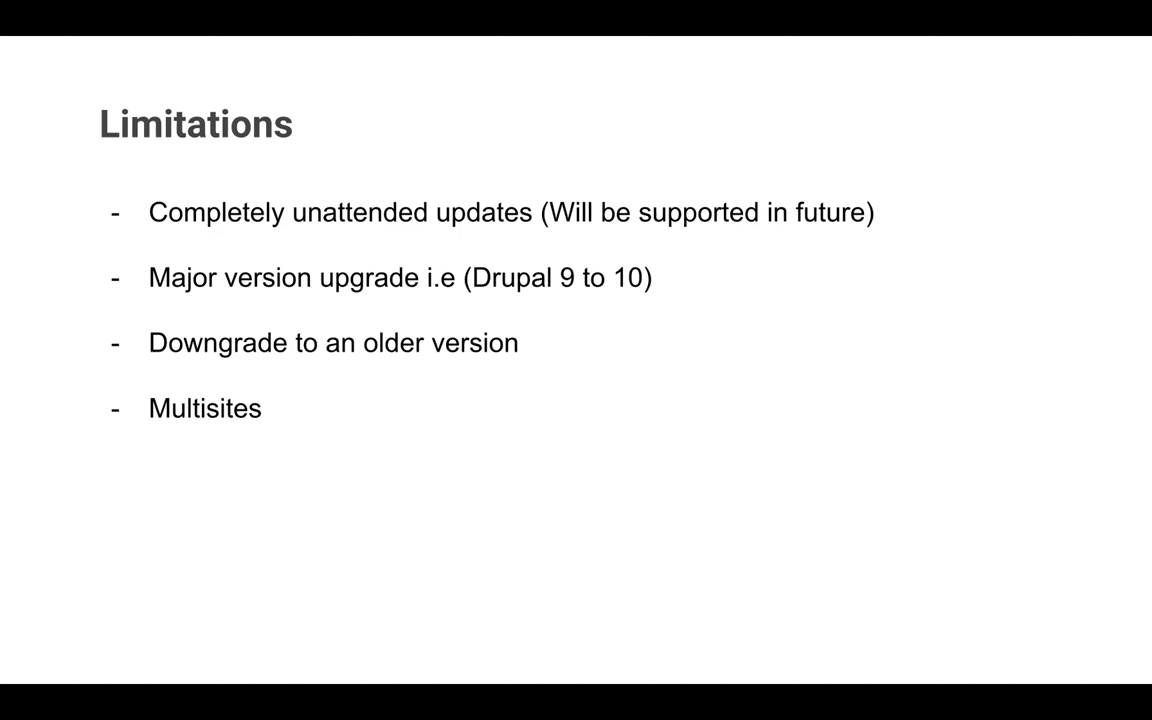 Limitations
- Completely unattended updates (Will be supported in future)
- Major version upgrade i.e (Drupal 9 to 10)
- Downgrade to an older version
- Multisites